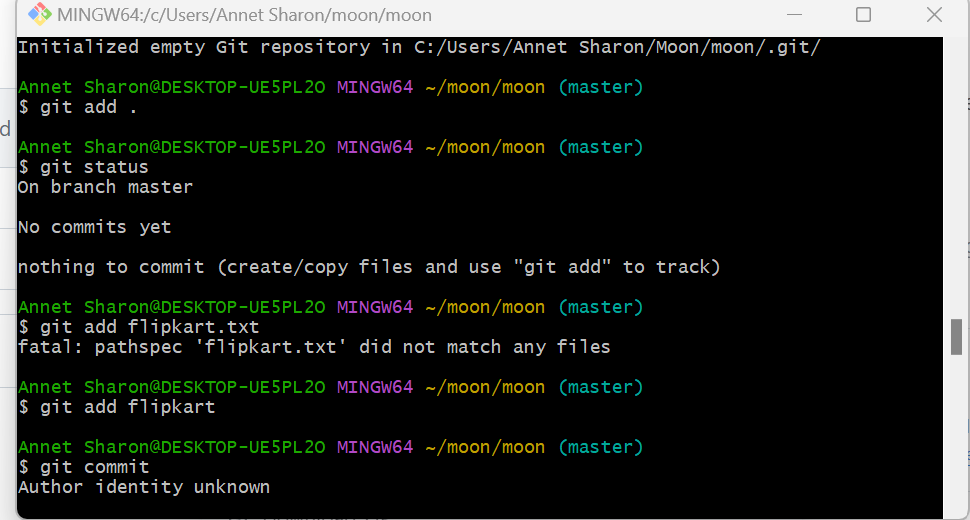 MINGW64:/c/Users/Annet Sharon/moon/moon
Initialized empty Git repository in C:/Users/Annet Sharon/Moon/moon/.git/
Annet Sharon@DESKTOP-UE5PL2O MINGW64 ~/moon/moon (master)
$ git add .
Annet Sharon@DESKTOP-UE5PL2O MINGW64 ~/moon/moon (master)
$ git status
On branch master
No commits yet
nothing to commit (create/copy files and use "git add" to track)
Annet Sharon@DESKTOP-UE5PL2O MINGW64 ~/moon/moon (master)
$ git add flipkart.txt
fatal: pathspec 'flipkart.txt' did not match any files
Annet Sharon@DESKTOP-UE5PL2O MINGW64 ~/moon/moon (master)
$ git add flipkart
Annet Sharon@DESKTOP-UE5PL2O MINGW64 ~/moon/moon (master)
$ git commit
Author identity unknown